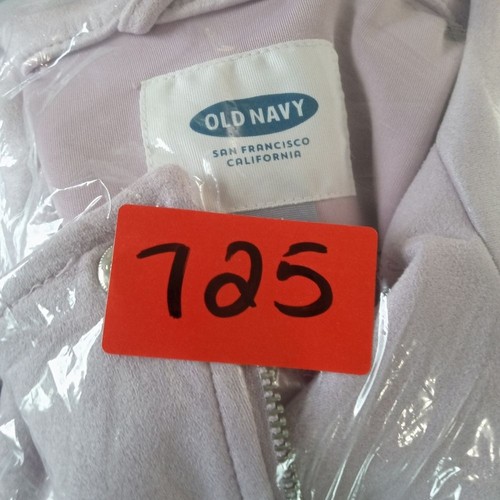 OLD NAVY
SAN FRANCISCO
CALIFORNIA
725